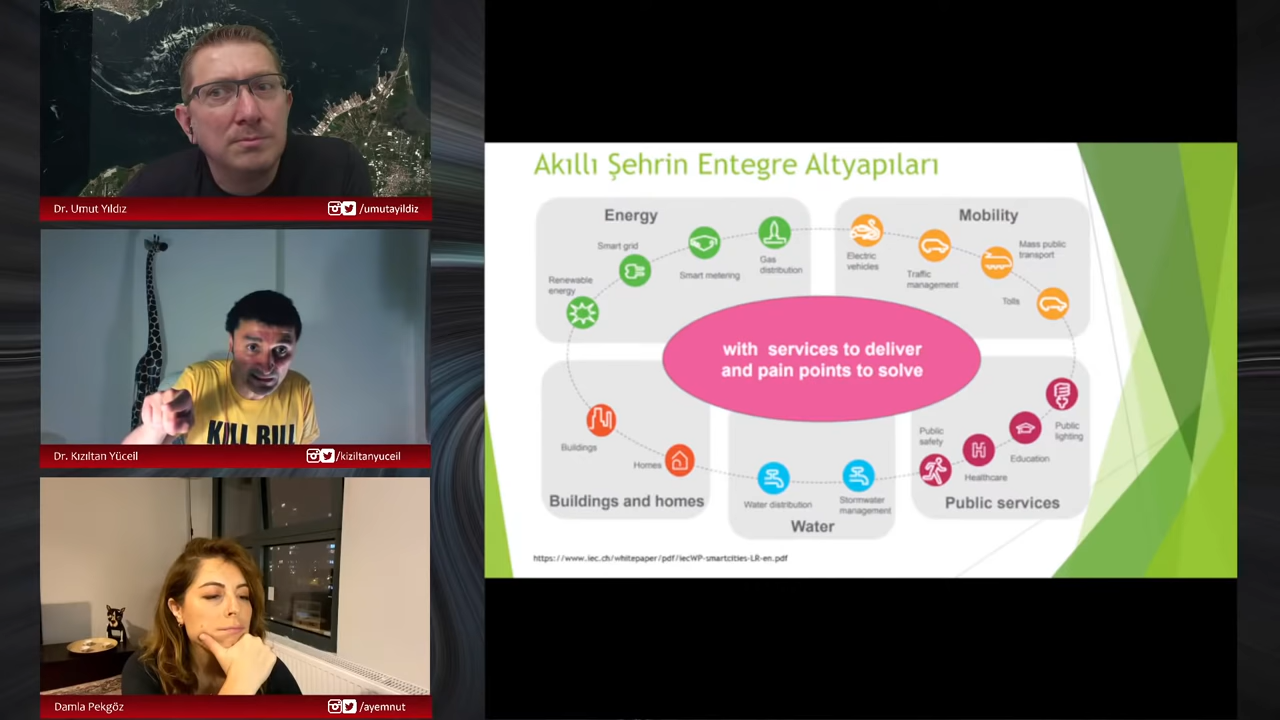 Dr. Umut Yıldız
/umutayildiz
KILL BILL
Dr. Kızıltan Yüceil
/kiziltanyuceil
Damla Pekgöz
/ayemnut
Akıllı Şehrin Entegre Altyapıları
Energy
Smart grid
Renewable
energy
Smart metering
Gas
distribution
Mobility
Electric
vehicles
Traffic
management
Mass public
transport
Tolls
with services to deliver
and pain points to solve
Buildings
Homes
Buildings and homes
Water distribution
Stormwater
management
Water
Public
safety
Healthcare
Education
Public
lighting
Public services
https://www.iec.ch/whitepaper/pdf/iecWP-smartcities-LR-en.pdf